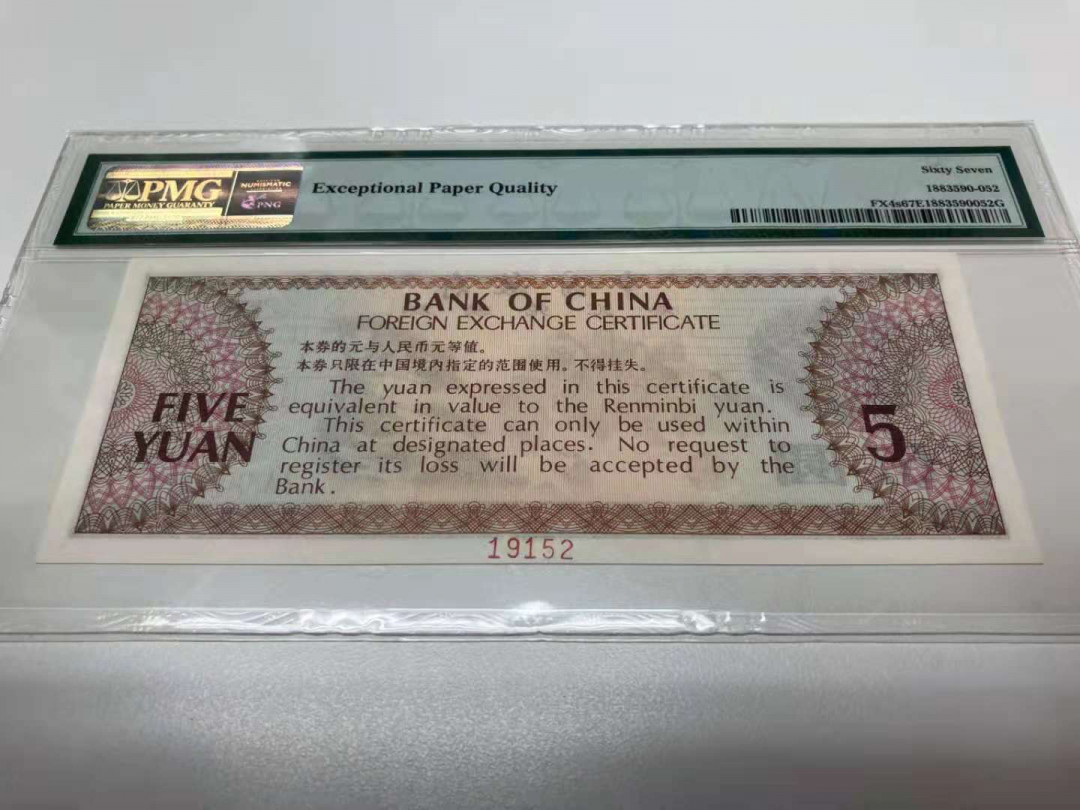 PMG
PAPER MONEY GUARANTY
NUMISMATIC
PNG
Exceptional Paper Quality
Sixty Seven
1883590-052
FX4s67E1883590052G
BANK OF CHINA
FOREIGN EXCHANGE CERTIFICATE
本券的元与人民币元等值。
本券只限在中国境内指定的范围使用。不得挂失。
The yuan expressed in this certificate is
equivalent in value to the Renminbi yuan.
This certificate can only be used within
China at designated places. No request to
register its loss will be accepted by the
Bank.
FIVE
YUAN
5
19152